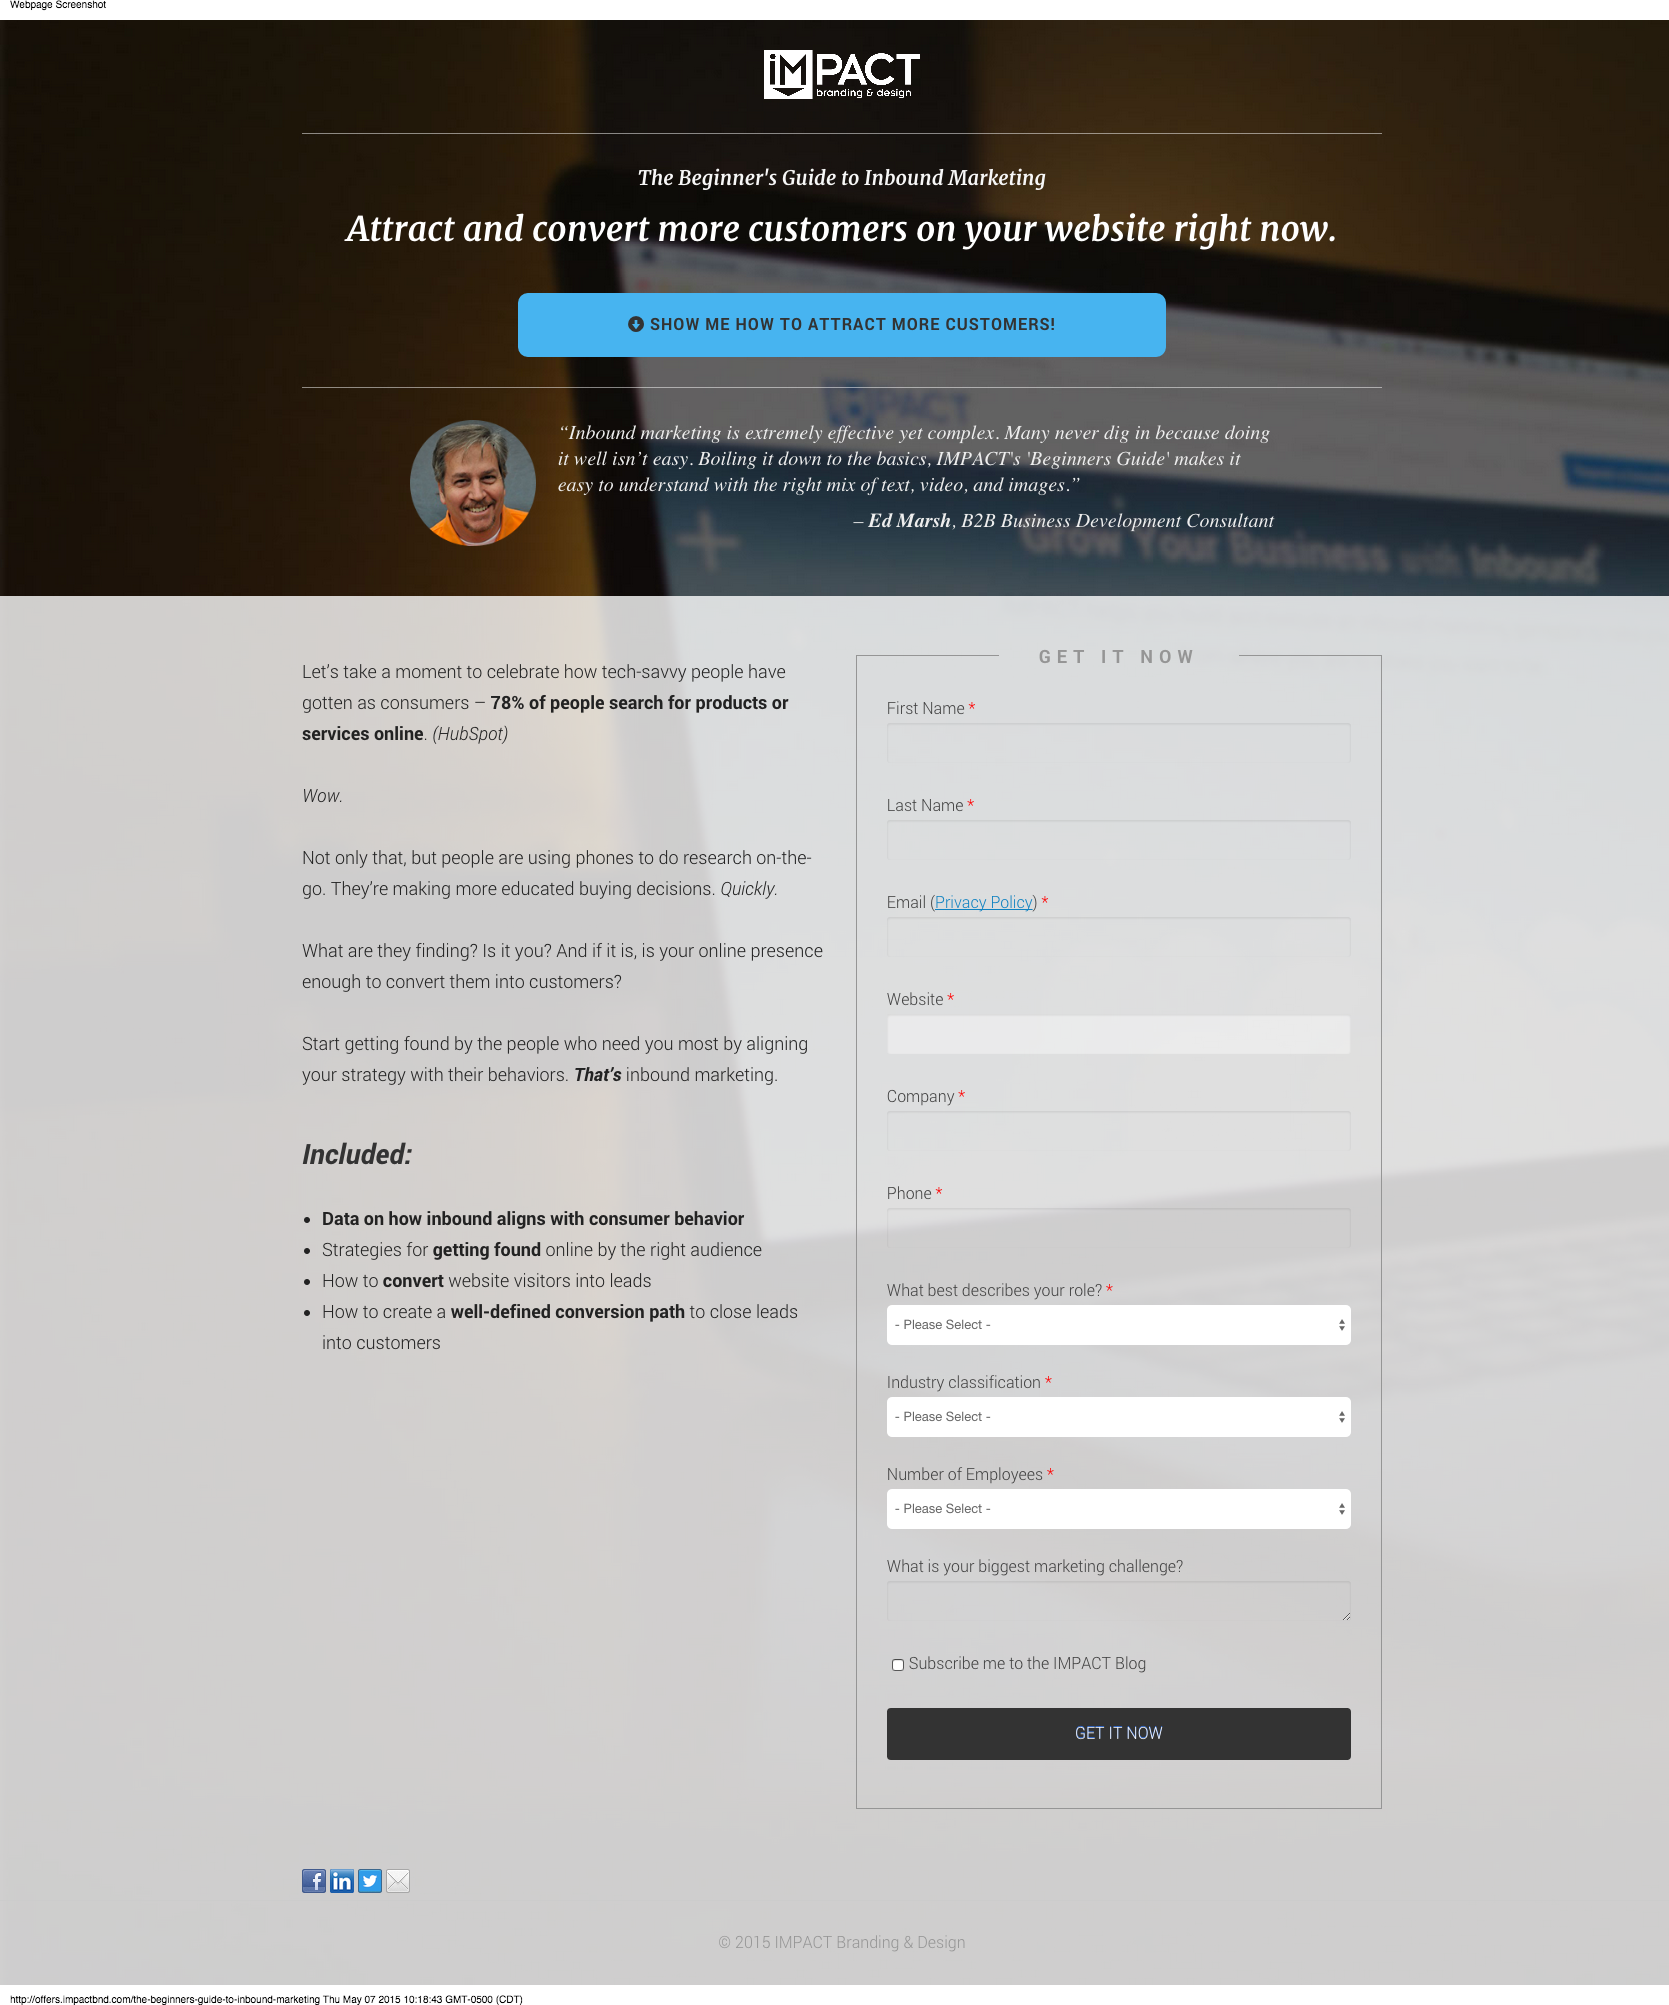 Webpage Screenshot
iMPACT
branding & design
The Beginner's Guide to Inbound Marketing
Attract and convert more customers on your website right now.
SHOW ME HOW TO ATTRACT MORE CUSTOMERS!
IMPACT
“Inbound marketing is extremely effective yet complex. Many never dig in because doing
it well isn’t easy. Boiling it down to the basics, IMPACT's 'Beginners Guide' makes it
easy to understand with the right mix of text, video, and images.”
– Ed Marsh, B2B Business Development Consultant
Grow Your Business with Inbound
Let’s take a moment to celebrate how tech-savvy people have
gotten as consumers – 78% of people search for products or
services online. (HubSpot)
Wow.
Not only that, but people are using phones to do research on-the-
go. They’re making more educated buying decisions. Quickly.
What are they finding? Is it you? And if it is, is your online presence
enough to convert them into customers?
Start getting found by the people who need you most by aligning
your strategy with their behaviors. That’s inbound marketing.
Included:
• Data on how inbound aligns with consumer behavior
• Strategies for getting found online by the right audience
• How to convert website visitors into leads
• How to create a well-defined conversion path to close leads
into customers
GET IT NOW
First Name *
Last Name *
Email (Privacy Policy) *
Website *
Company *
Phone *
What best describes your role? *
- Please Select -
Industry classification *
- Please Select -
Number of Employees *
- Please Select -
What is your biggest marketing challenge?
Subscribe me to the IMPACT Blog
GET IT NOW
© 2015 IMPACT Branding & Design
http://offers.impactbnd.com/the-beginners-guide-to-inbound-marketing Thu May 07 2015 10:18:43 GMT-0500 (CDT)